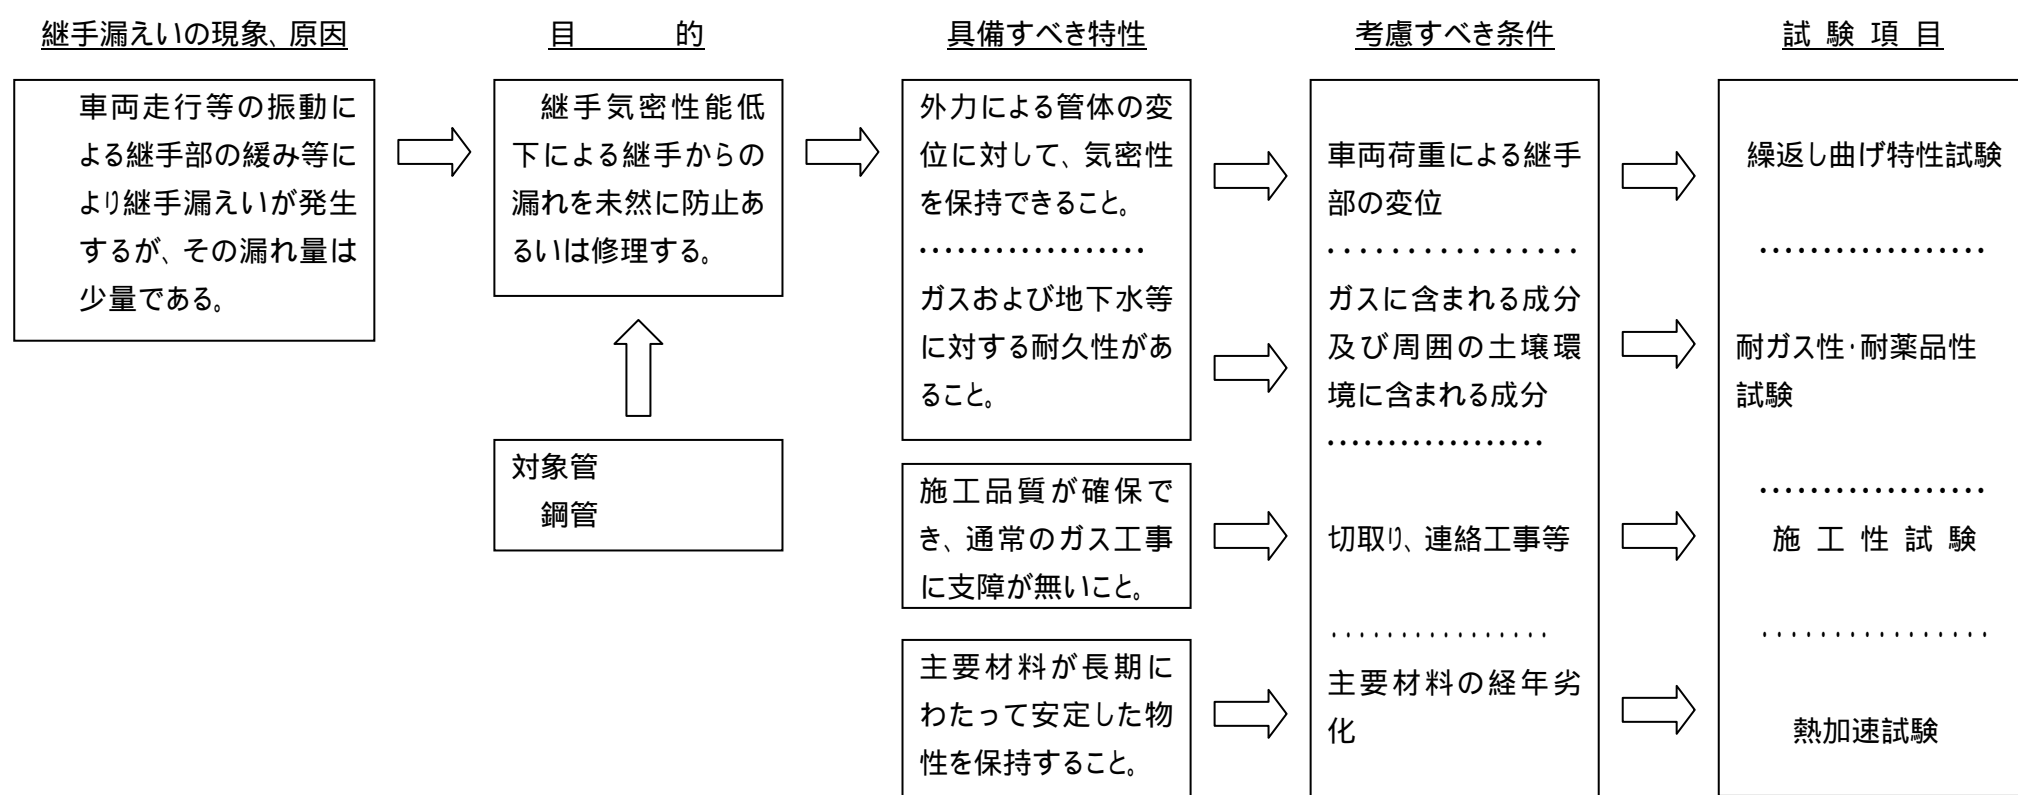 継手漏えいの現象、原因
車両走行等の振動に
よる継手部の緩み等に
より継手漏えいが発生
するが、その漏れ量は
少量である。
目 的
継手気密性能低
下による継手からの
漏れを未然に防止あ
るいは修理する。
対象管
鋼管
具備すべき特性
外力による管体の変
位に対して、気密性
を保持できること。
‥‥‥‥‥‥‥‥‥
ガスおよび地下水等
に対する耐久性があ
ること。
施工品質が確保で
き、通常のガス工事
に支障が無いこと。
主要材料が長期に
わたって安定した物
性を保持すること。
考慮すべき条件
車両荷重による継手
部の変位
‥‥‥‥‥‥‥‥
ガスに含まれる成分
及び周囲の土壌環
境に含まれる成分
‥‥‥‥‥‥‥‥‥
切取り、連絡工事等
‥‥‥‥‥‥‥‥
主要材料の経年劣
化
試 験 項 目
繰返し曲げ特性試験
‥‥‥‥‥‥‥‥‥
耐ガス性・耐薬品性
試験
‥‥‥‥‥‥‥‥‥
施 工 性 試 験
‥‥‥‥‥‥‥‥
熱加速試験